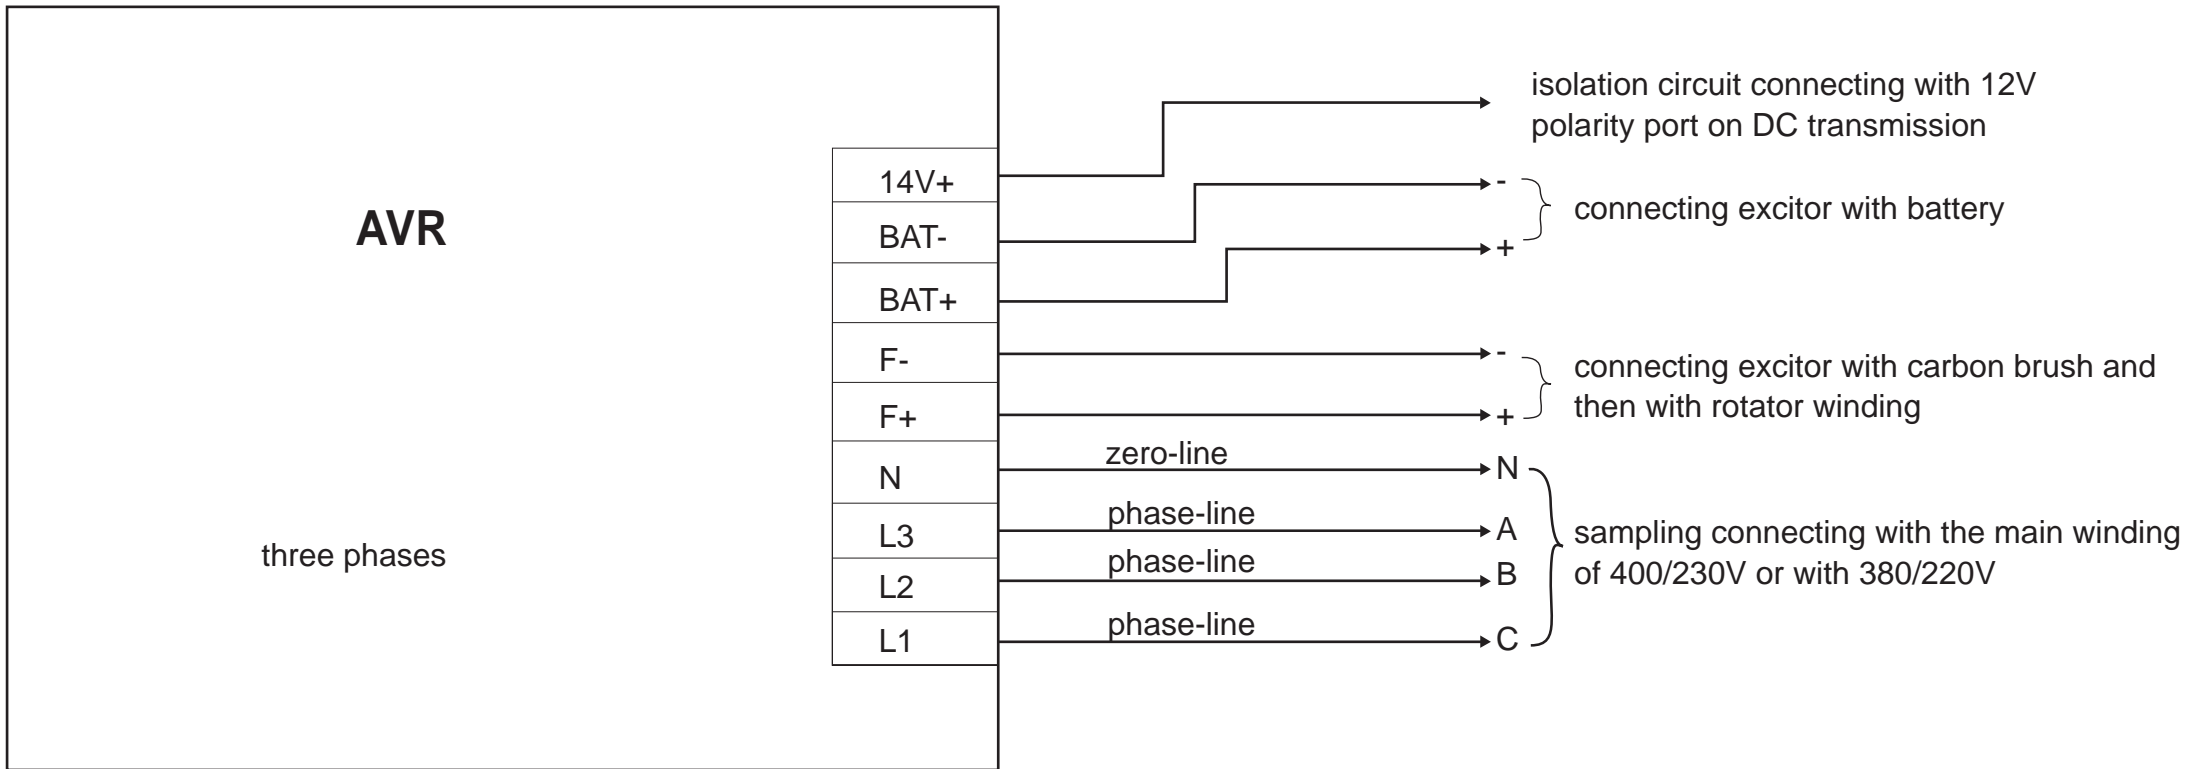 isolation circuit connecting with 12V
polarity port on DC transmission
14V+
-
AVR
connecting excitor with battery
BAT-
+
BAT+
F-
-
connecting excitor with carbon brush and
then with rotator winding
F+
+
zero-line
N
N
phase-line
L3
A
sampling connecting with the main winding
three phases
phase-line
L2
B
of 400/230V or with 380/220V
phase-line
L1
C